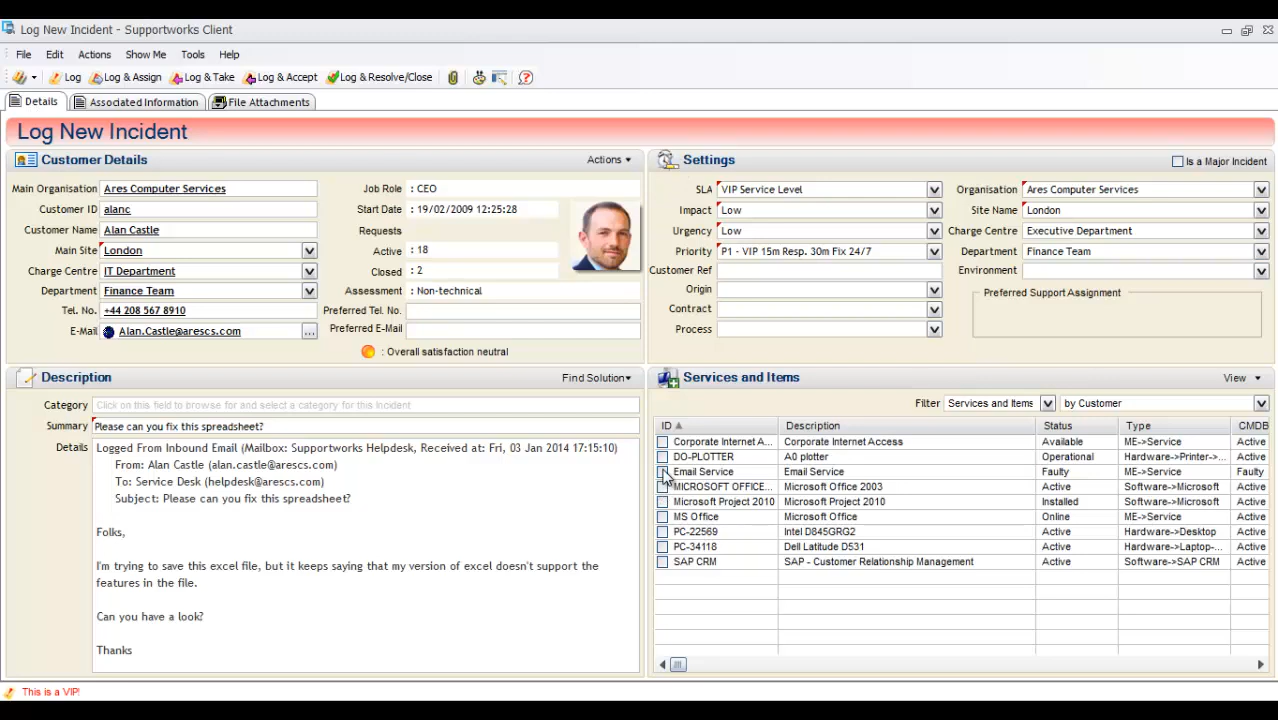 Log New Incident - Supportworks Client
File Edit Actions Show Me Tools Help
Log Log & Assign Log & Take Log & Accept Log & Resolve/Close
Details Associated Information File Attachments
Log New Incident
Customer Details Actions
Main Organisation Ares Computer Services Job Role : CEO
Customer ID alanc Start Date : 19/02/2009 12:25:28
Customer Name Alan Castle Requests
Main Site London Active : 18
Charge Centre IT Department Closed : 2
Department Finance Team Assessment : Non-technical
Tel. No. +44 208 567 8910 Preferred Tel. No.
E-Mail Alan.Castle@arescs.com ... Preferred E-Mail
: Overall satisfaction neutral
Settings Is a Major Incident
SLA VIP Service Level Organisation Ares Computer Services
Impact Low Site Name London
Urgency Low Charge Centre Executive Department
Priority P1 - VIP 15m Resp. 30m Fix 24/7 Department Finance Team
Customer Ref Environment
Origin Preferred Support Assignment
Contract
Process
Description Find Solution
Category Click on this field to browse for and select a category for this Incident
Summary Please can you fix this spreadsheet?
Details Logged From Inbound Email (Mailbox: Supportworks Helpdesk, Received at: Fri, 03 Jan 2014 17:15:10)
From: Alan Castle (alan.castle@arescs.com)
To: Service Desk (helpdesk@arescs.com)
Subject: Please can you fix this spreadsheet?
Folks,
I'm trying to save this excel file, but it keeps saying that my version of excel doesn't support the
features in the file.
Can you have a look?
Thanks
Services and Items View
Filter Services and Items by Customer
ID Description Status Type CMDB
Corporate Internet A... Corporate Internet Access Available ME->Service Active
DO-PLOTTER A0 plotter Operational Hardware->Printer->... Active
Email Service Email Service Faulty ME->Service Faulty
MICROSOFT OFFICE... Microsoft Office 2003 Active Software->Microsoft Active
Microsoft Project 2010 Microsoft Project 2010 Installed Software->Microsoft Active
MS Office Microsoft Office Online ME->Service Active
PC-22569 Intel D845GRG2 Active Hardware->Desktop Active
PC-34118 Dell Latitude D531 Active Hardware->Laptop-... Active
SAP CRM SAP - Customer Relationship Management Active Software->SAP CRM Active
This is a VIP!